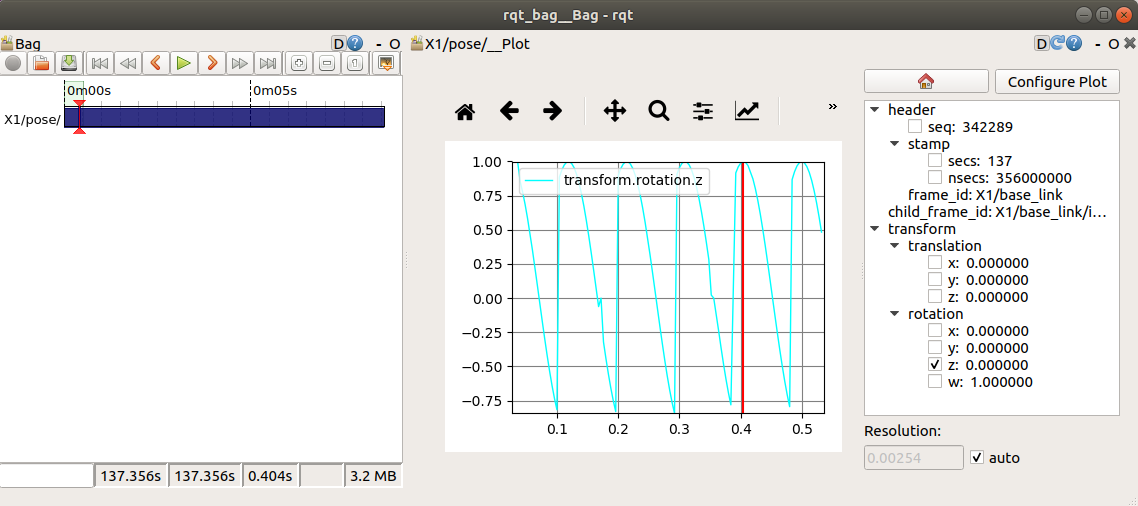 rqt_bag__Bag - rqt
Bag
D
- O
X1/pose/__Plot
D
- O
0m00s
0m05s
X1/pose/
137.356s
137.356s
0.404s
3.2 MB
»
transform.rotation.z
1.00
0.75
0.50
0.25
0.00
−0.25
−0.50
−0.75
0.1
0.2
0.3
0.4
0.5
Configure Plot
header
seq: 342289
stamp
secs: 137
nsecs: 356000000
frame_id: X1/base_link
child_frame_id: X1/base_link/i...
transform
translation
x: 0.000000
y: 0.000000
z: 0.000000
rotation
x: 0.000000
y: 0.000000
z: 0.000000
w: 1.000000
Resolution:
0.00254
auto